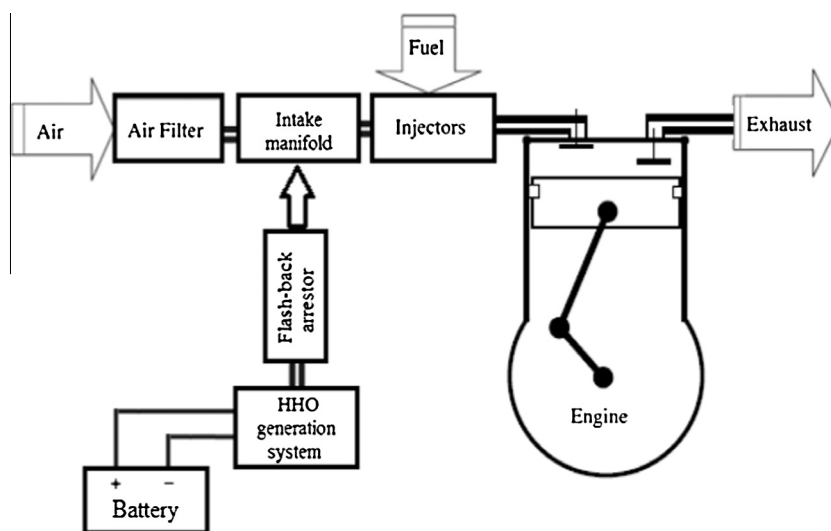 Fuel
Air
Air Filter
Intake
manifold
Injectors
Exhaust
Flash-back
arrestor
HHO
generation
system
Engine
+ −
Battery